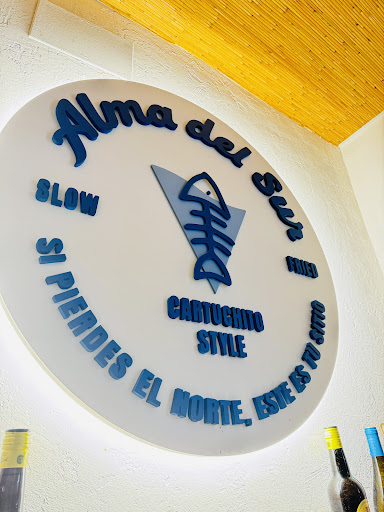 Alma del Sur
SLOW
FRIED
CARTUCHITO
STYLE
SI PIERDES EL NORTE, ESTE ES TU SITIO